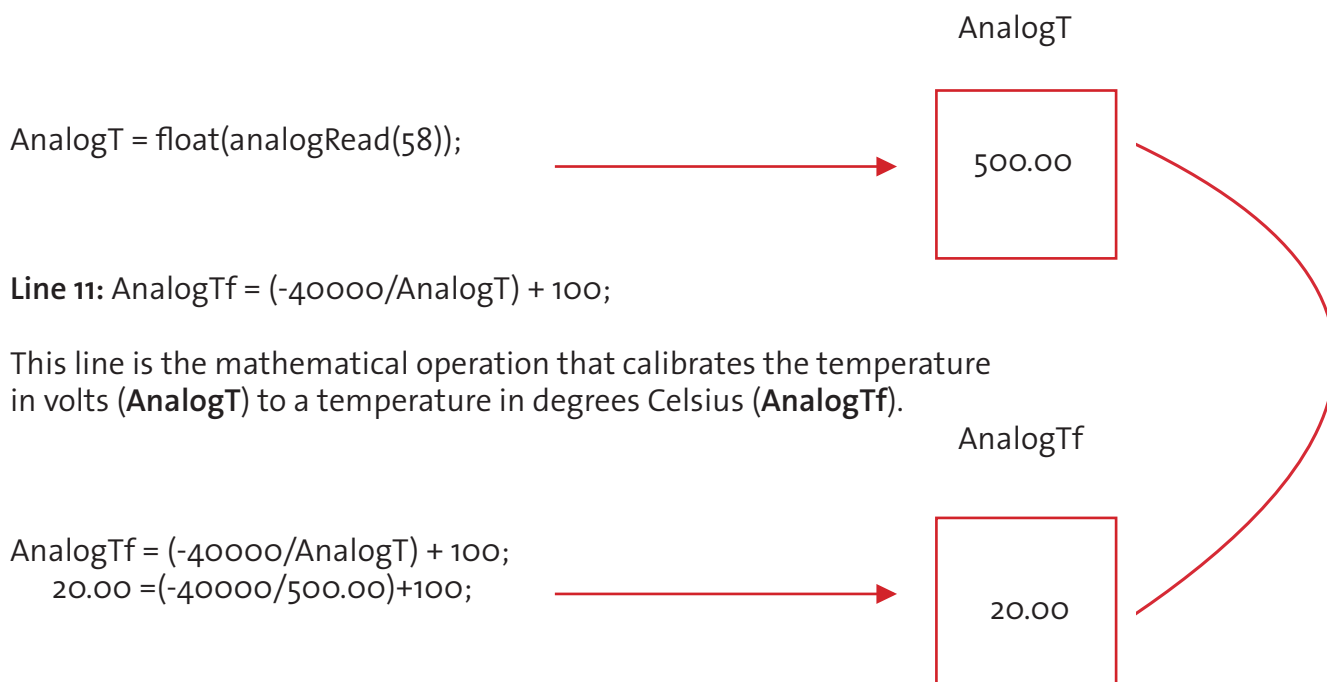 AnalogT
AnalogT = float(analogRead(58));
500.00
Line 11: AnalogTf = (-40000/AnalogT) + 100;
This line is the mathematical operation that calibrates the temperature
in volts (AnalogT) to a temperature in degrees Celsius (AnalogTf).
AnalogTf
AnalogTf = (-40000/AnalogT) + 100;
20.00 =(-40000/500.00)+100;
20.00